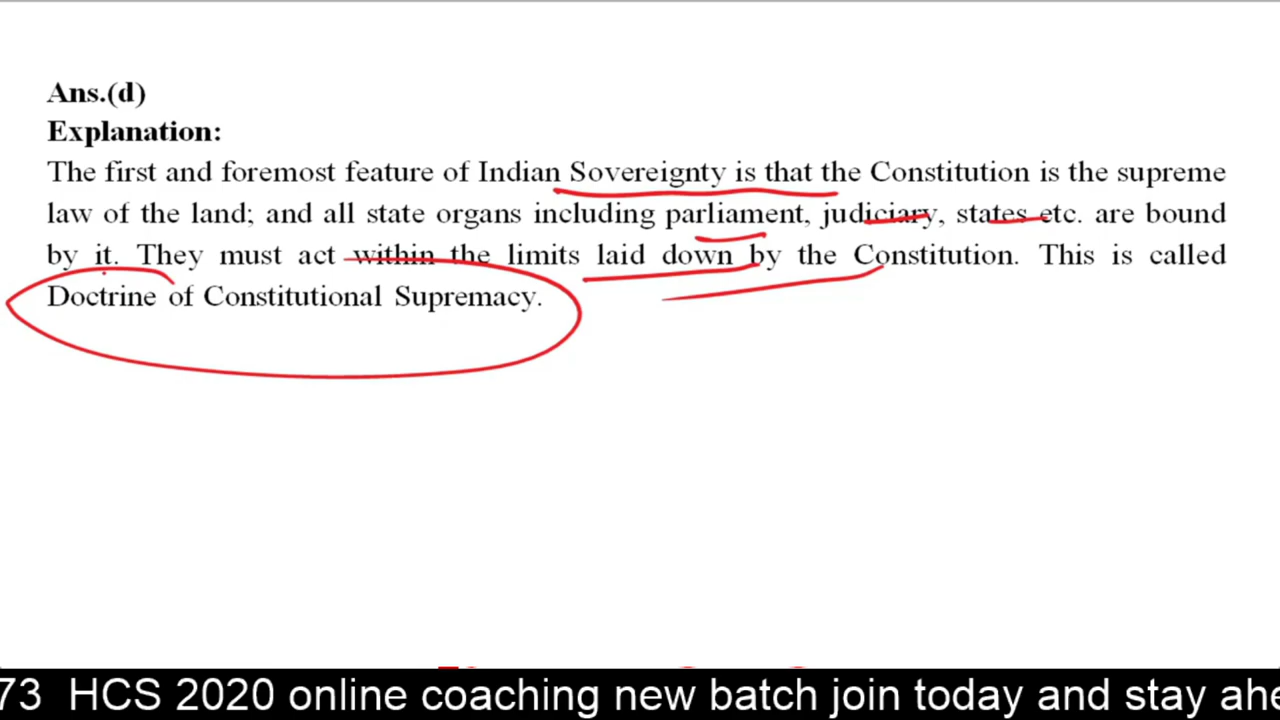 Ans.(d)
Explanation:
The first and foremost feature of Indian Sovereignty is that the Constitution is the supreme
law of the land; and all state organs including parliament, judiciary, states etc. are bound
by it. They must act within the limits laid down by the Constitution. This is called
Doctrine of Constitutional Supremacy.
73 HCS 2020 online coaching new batch join today and stay ahe